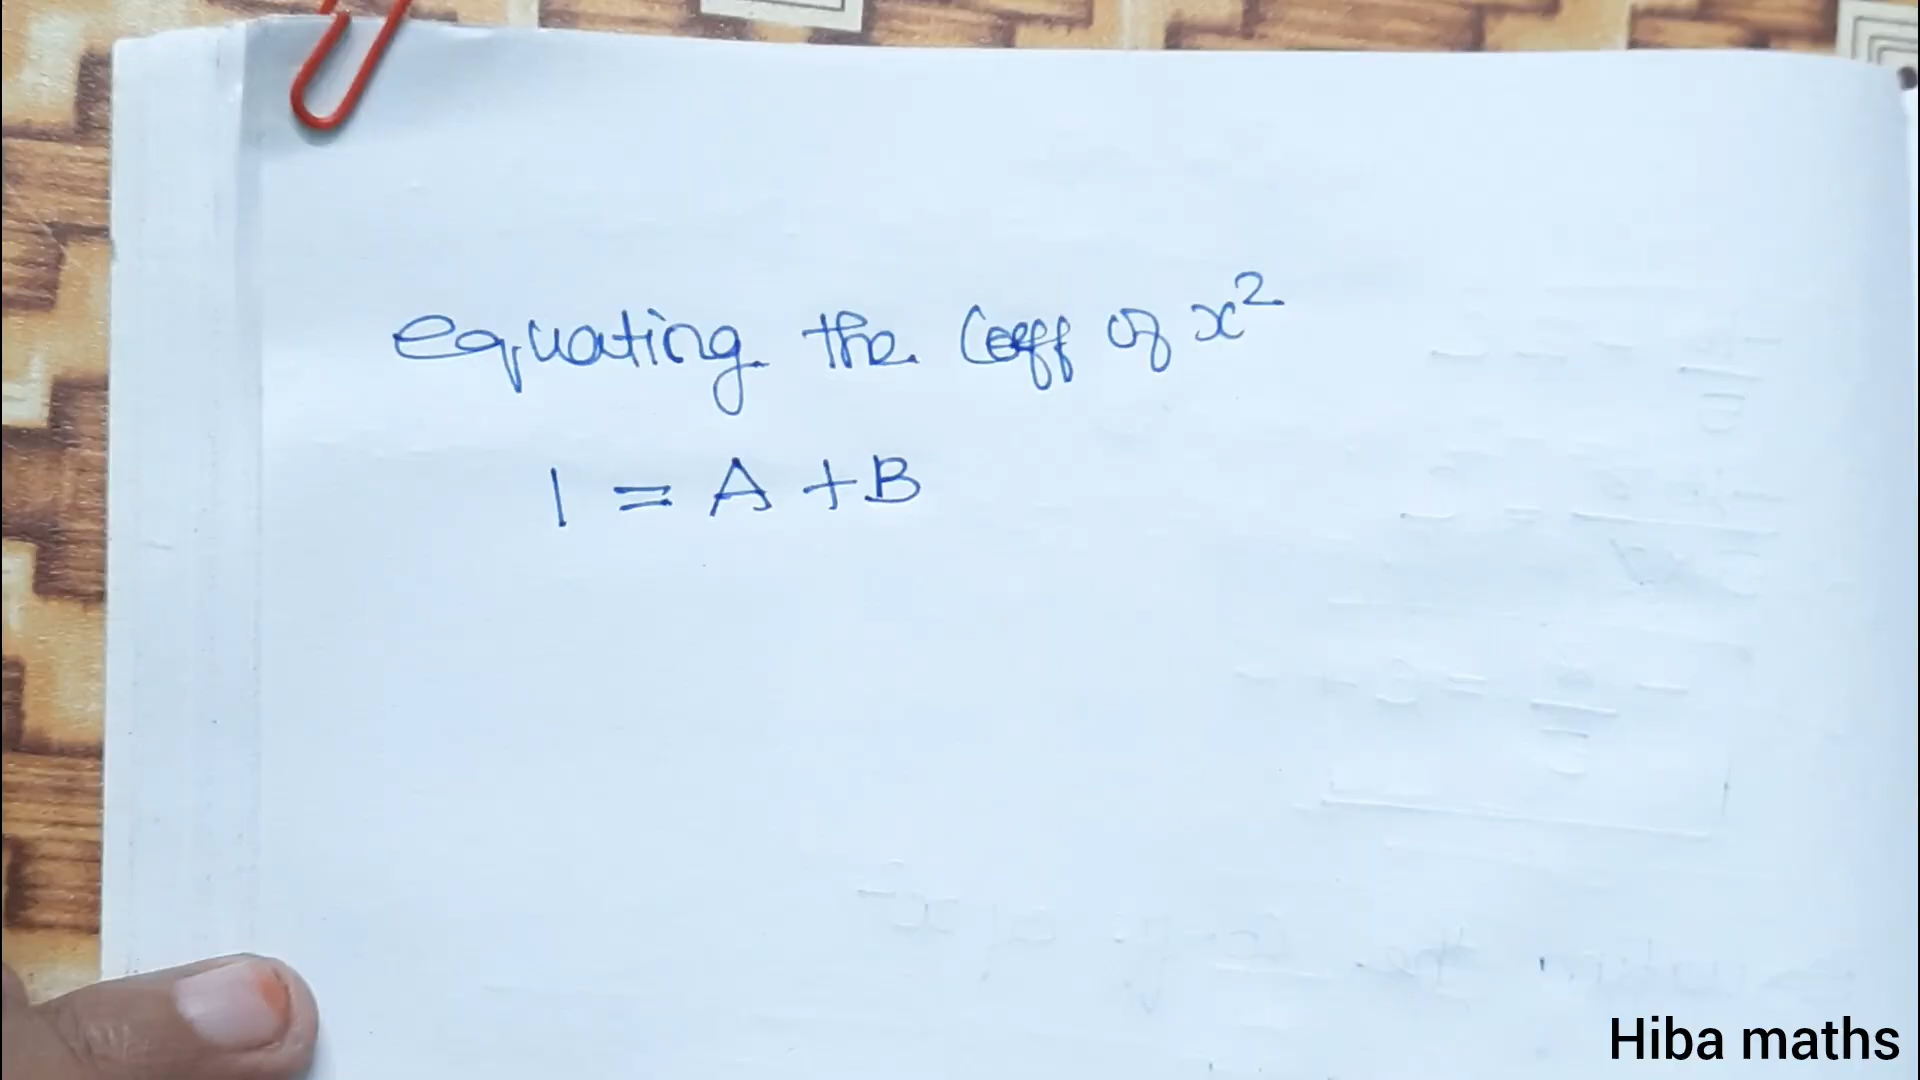 equating the Coeff of x²
1 = A + B
Hiba maths